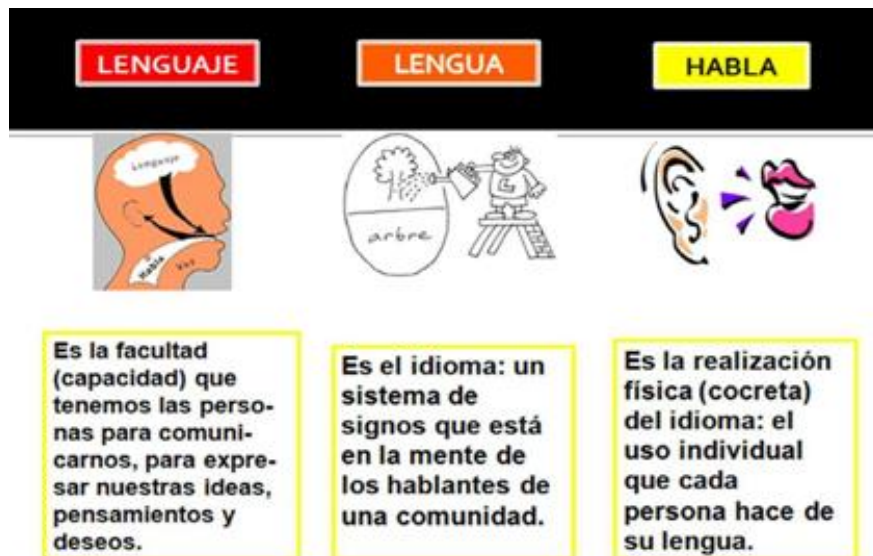 LENGUAJE
LENGUA
HABLA
Lenguaje
Habla
Voz
arbre
L
Es la facultad
(capacidad) que
tenemos las perso-
nas para comuni-
carnos, para expre-
sar nuestras ideas,
pensamientos y
deseos.
Es el idioma: un
sistema de
signos que está
en la mente de
los hablantes de
una comunidad.
Es la realización
física (cocreta)
del idioma: el
uso individual
que cada
persona hace de
su lengua.